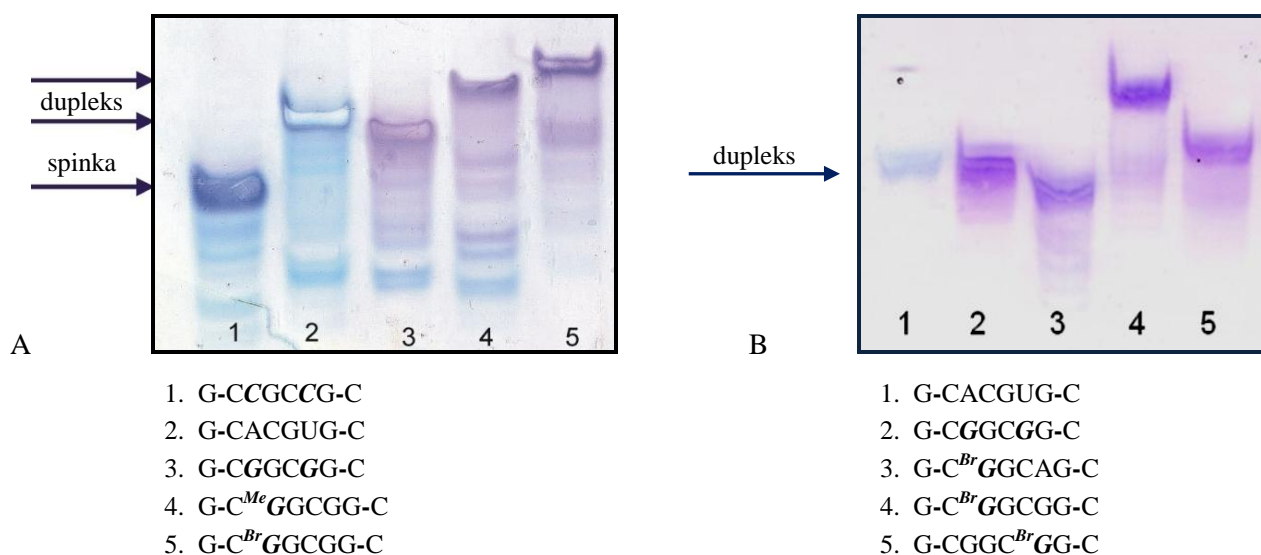 dupleks
spinka
1 2 3 4 5
A
1. G-CCGCCG-C
2. G-CACGUG-C
3. G-CGGCGG-C
4. G-CMeGGCGG-C
5. G-CBrGGCGG-C
dupleks
1 2 3 4 5
B
1. G-CACGUG-C
2. G-CGGCGG-C
3. G-CBrGGCAG-C
4. G-CBrGGCGG-C
5. G-CGGCBrGG-C